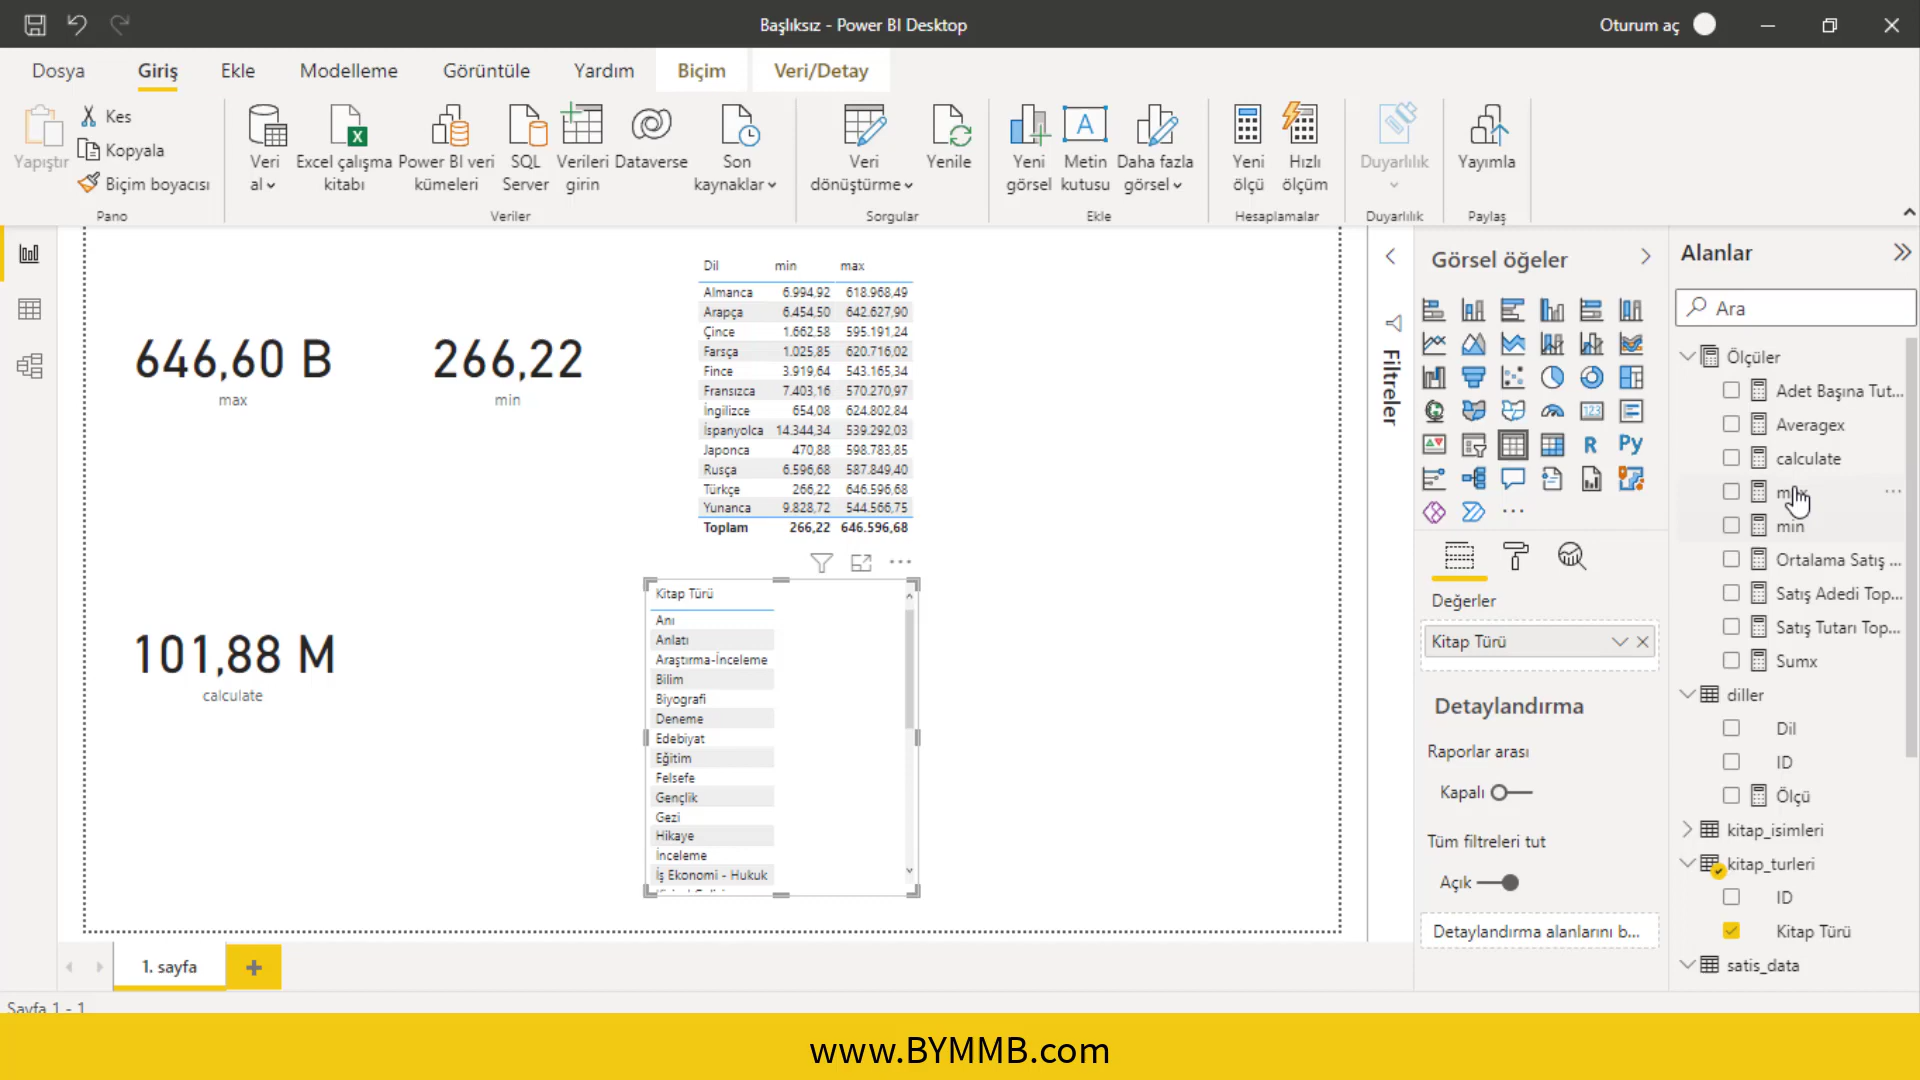 Başlıksız - Power BI Desktop
Oturum aç
Dosya
Giriş
Ekle
Modelleme
Görüntüle
Yardım
Biçim
Veri/Detay
Yapıştır
Kes
Kopyala
Biçim boyacısı
Veri al
Excel çalışma kitabı
Power BI veri kümeleri
SQL Server
Verileri girin
Dataverse
Son kaynaklar
Veri dönüştürme
Yenile
Yeni görsel
Metin kutusu
Daha fazla görsel
Yeni ölçü
Hızlı ölçüm
Duyarlılık
Yayımla
Pano
Veriler
Sorgular
Ekle
Hesaplamalar
Duyarlılık
Paylaş
646,60 B
max
266,22
min
101,88 M
calculate
Dil min max
Almanca 6.994,92 618.968,49
Arapça 6.454,50 642.627,90
Çince 1.662,58 595.191,24
Farsça 1.025,85 620.716,02
Fince 3.919,64 543.165,34
Fransızca 7.403,16 570.270,97
İngilizce 654,08 624.802,84
İspanyolca 14.344,34 539.292,03
Japonca 470,88 598.783,85
Rusça 6.596,68 587.849,40
Türkçe 266,22 646.596,68
Yunanca 9.828,72 544.566,75
Toplam 266,22 646.596,68
Kitap Türü
Anı
Anlatı
Araştırma-İnceleme
Bilim
Biyografi
Deneme
Edebiyat
Eğitim
Felsefe
Gençlik
Gezi
Hikaye
İnceleme
İş Ekonomi - Hukuk
Filtreler
Görsel öğeler
123
R
Py
Değerler
Kitap Türü
Detaylandırma
Raporlar arası
Kapalı
Tüm filtreleri tut
Açık
Detaylandırma alanlarını b...
Alanlar
Ara
Ölçüler
Adet Başına Tut...
Averagex
calculate
min
Ortalama Satış ...
Satış Adedi Top...
Satış Tutarı Top...
Sumx
diller
Dil
ID
Ölçü
kitap_isimleri
kitap_turleri
ID
Kitap Türü
satis_data
1. sayfa
Sayfa 1 - 1
www.BYMMB.com